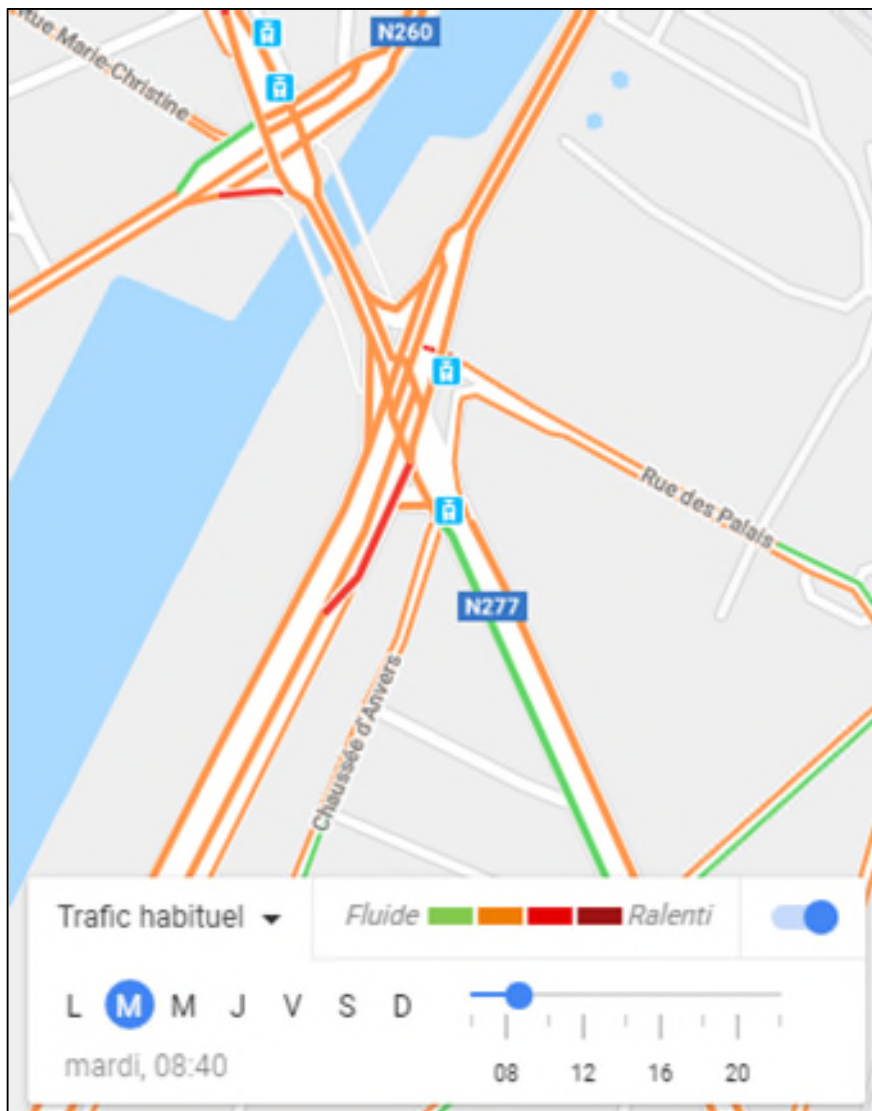 N260
Rue Marie-Christine
Rue des Palais
N277
Chaussée d'Anvers
Trafic habituel
Fluide Ralenti
L M M J V S D
mardi, 08:40
08 12 16 20